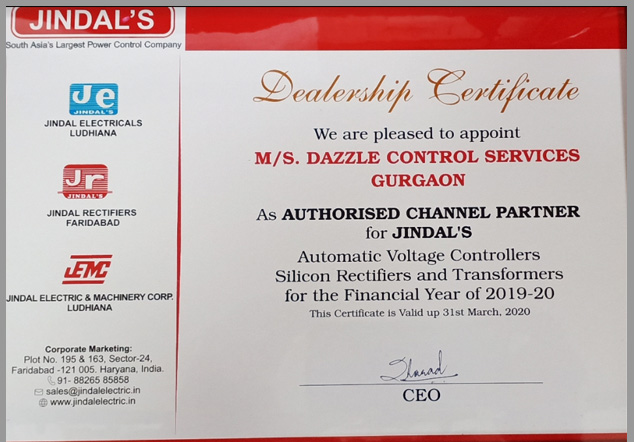 JINDAL'S
South Asia's Largest Power Control Company
Je
JINDAL'S
JINDAL ELECTRICALS
LUDHIANA
Jr
JINDAL'S
JINDAL RECTIFIERS
FARIDABAD
JEMC
JINDAL ELECTRIC & MACHINERY CORP.
LUDHIANA
Corporate Marketing:
Plot No. 195 & 163, Sector-24,
Faridabad -121 005. Haryana, India.
91- 88265 85858
sales@jindalelectric.in
www.jindalelectric.in
Dealership Certificate
We are pleased to appoint
M/S. DAZZLE CONTROL SERVICES
GURGAON
As AUTHORISED CHANNEL PARTNER
for JINDAL'S
Automatic Voltage Controllers
Silicon Rectifiers and Transformers
for the Financial Year of 2019-20
This Certificate is Valid up 31st March, 2020
CEO